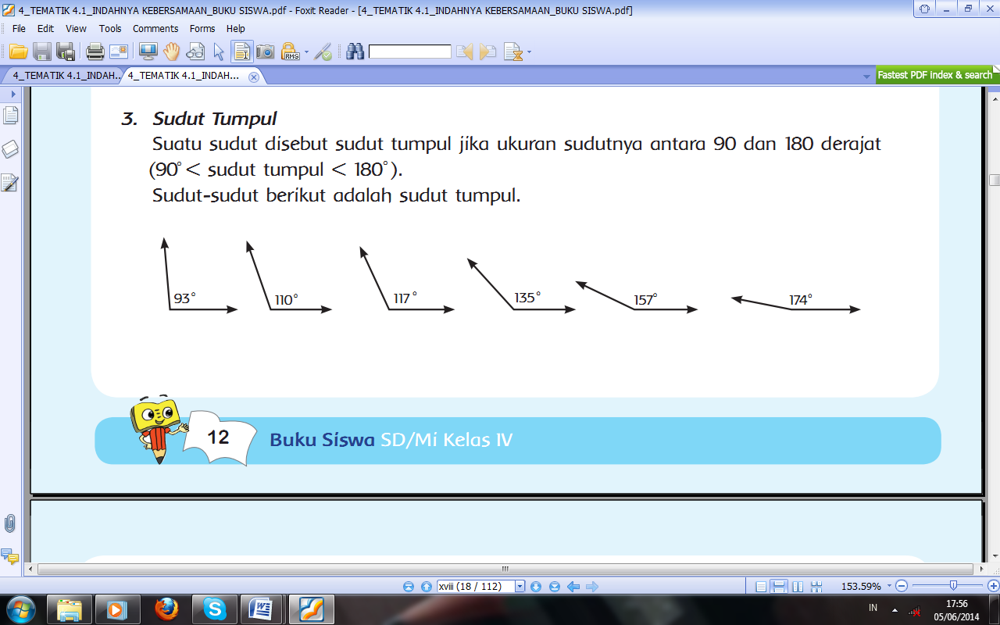 4_TEMATIK 4.1_INDAHNYA KEBERSAMAAN_BUKU SISWA.pdf - Foxit Reader - [4_TEMATIK 4.1_INDAHNYA KEBERSAMAAN_BUKU SISWA.pdf]
File Edit View Tools Comments Forms Help
RMS
4_TEMATIK 4.1_INDAH... 4_TEMATIK 4.1_INDAH... Fastest PDF index & search
3. Sudut Tumpul
Suatu sudut disebut sudut tumpul jika ukuran sudutnya antara 90 dan 180 derajat
(90° < sudut tumpul < 180°).
Sudut-sudut berikut adalah sudut tumpul.
93° 110° 117° 135° 157° 174°
12 Buku Siswa SD/Mi Kelas IV
xviii (18 / 112) 153.59%
IN 17:56
05/06/2014